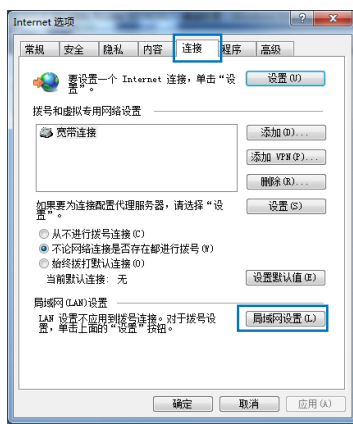 Internet 选项
常规 安全 隐私 内容 连接 程序 高级
要设置一个 Internet 连接，单击“设置”。
设置(U)
拨号和虚拟专用网络设置
宽带连接
添加(D)...
添加 VPN(P)...
删除(R)...
如果要为连接配置代理服务器，请选择“设置”。
设置(S)
从不进行拨号连接(C)
不论网络连接是否存在都进行拨号(W)
始终拨打默认连接(O)
当前默认连接: 无
设置默认值(E)
局域网(LAN)设置
LAN 设置不应用到拨号连接。对于拨号设置，单击上面的“设置”按钮。
局域网设置(L)
确定 取消 应用(A)